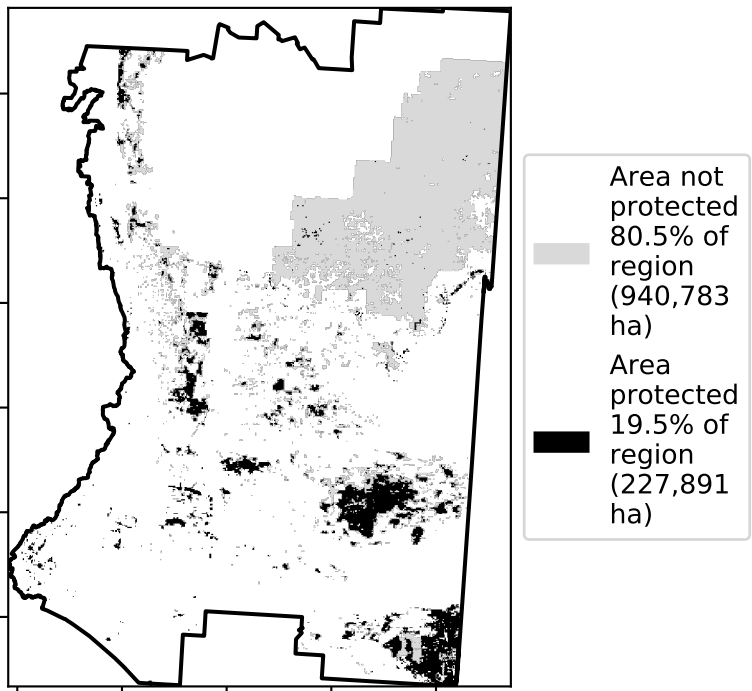 Area not
protected
80.5% of
region
(940,783
ha)
Area
protected
19.5% of
region
(227,891
ha)